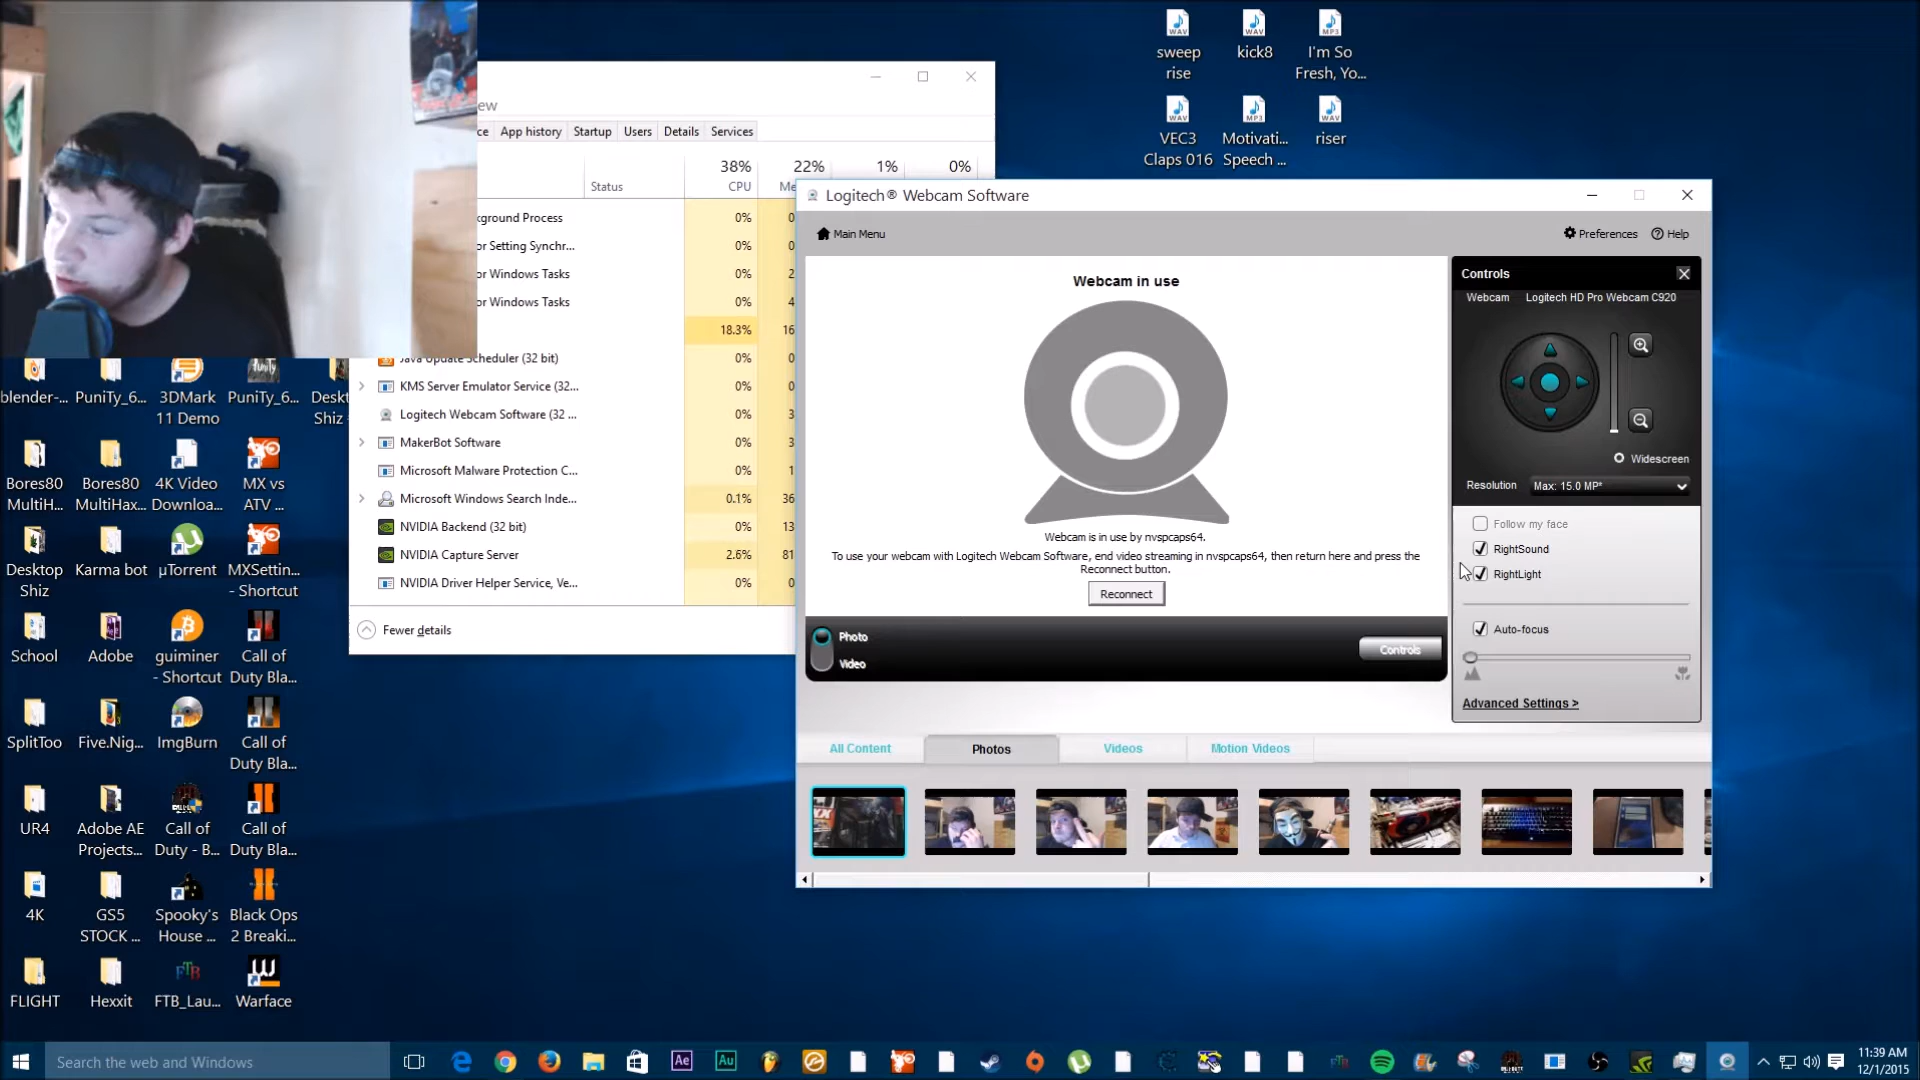 sweep
rise
kick8
I'm So
Fresh, Yo...
VEC3
Claps 016
Motivati...
Speech ...
riser
ew
ce
App history
Startup
Users
Details
Services
38%
22%
1%
0%
Status
CPU
Me
kground Process
0%
0
or Setting Synchr...
0%
0
or Windows Tasks
0%
2
or Windows Tasks
0%
4
18.3%
16
Java Update Scheduler (32 bit)
0%
0
KMS Server Emulator Service (32...
0%
0
Logitech Webcam Software (32 ...
0%
3
MakerBot Software
0%
3
Microsoft Malware Protection C...
0%
1
Microsoft Windows Search Inde...
0.1%
36
NVIDIA Backend (32 bit)
0%
13
NVIDIA Capture Server
2.6%
81
NVIDIA Driver Helper Service, Ve...
0%
0
Fewer details
Logitech® Webcam Software
Main Menu
Preferences
Help
Webcam in use
Webcam is in use by nvspcaps64.
To use your webcam with Logitech Webcam Software, end video streaming in nvspcaps64, then return here and press the
Reconnect button.
Reconnect
Photo
Video
Controls
Controls
Webcam
Logitech HD Pro Webcam C920
Widescreen
Resolution
Max: 15.0 MP*
Follow my face
RightSound
RightLight
Auto-focus
Advanced Settings >
All Content
Photos
Videos
Motion Videos
blender-...
PuniTy_6...
3DMark
11 Demo
PuniTy_6...
Deskt
Shiz
Bores80
MultiH...
Bores80
MultiHax...
4K Video
Downloa...
MX vs
ATV ...
Desktop
Shiz
Karma bot
µTorrent
MXSettin...
- Shortcut
School
Adobe
guiminer
- Shortcut
Call of
Duty Bla...
SplitToo
Five.Nig...
ImgBurn
Call of
Duty Bla...
UR4
Adobe AE
Projects...
Call of
Duty - B...
Call of
Duty Bla...
4K
GS5
STOCK ...
Spooky's
House ...
Black Ops
2 Breaki...
FLIGHT
Hexxit
FTB_Lau...
Warface
Search the web and Windows
11:39 AM
12/1/2015